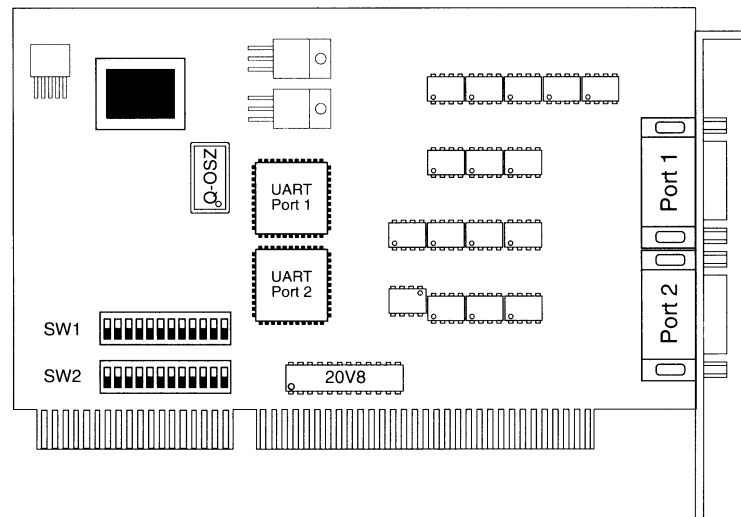 Q-OSZ
UART
Port 1
UART
Port 2
Port 1
Port 2
SW1
SW2
20V8